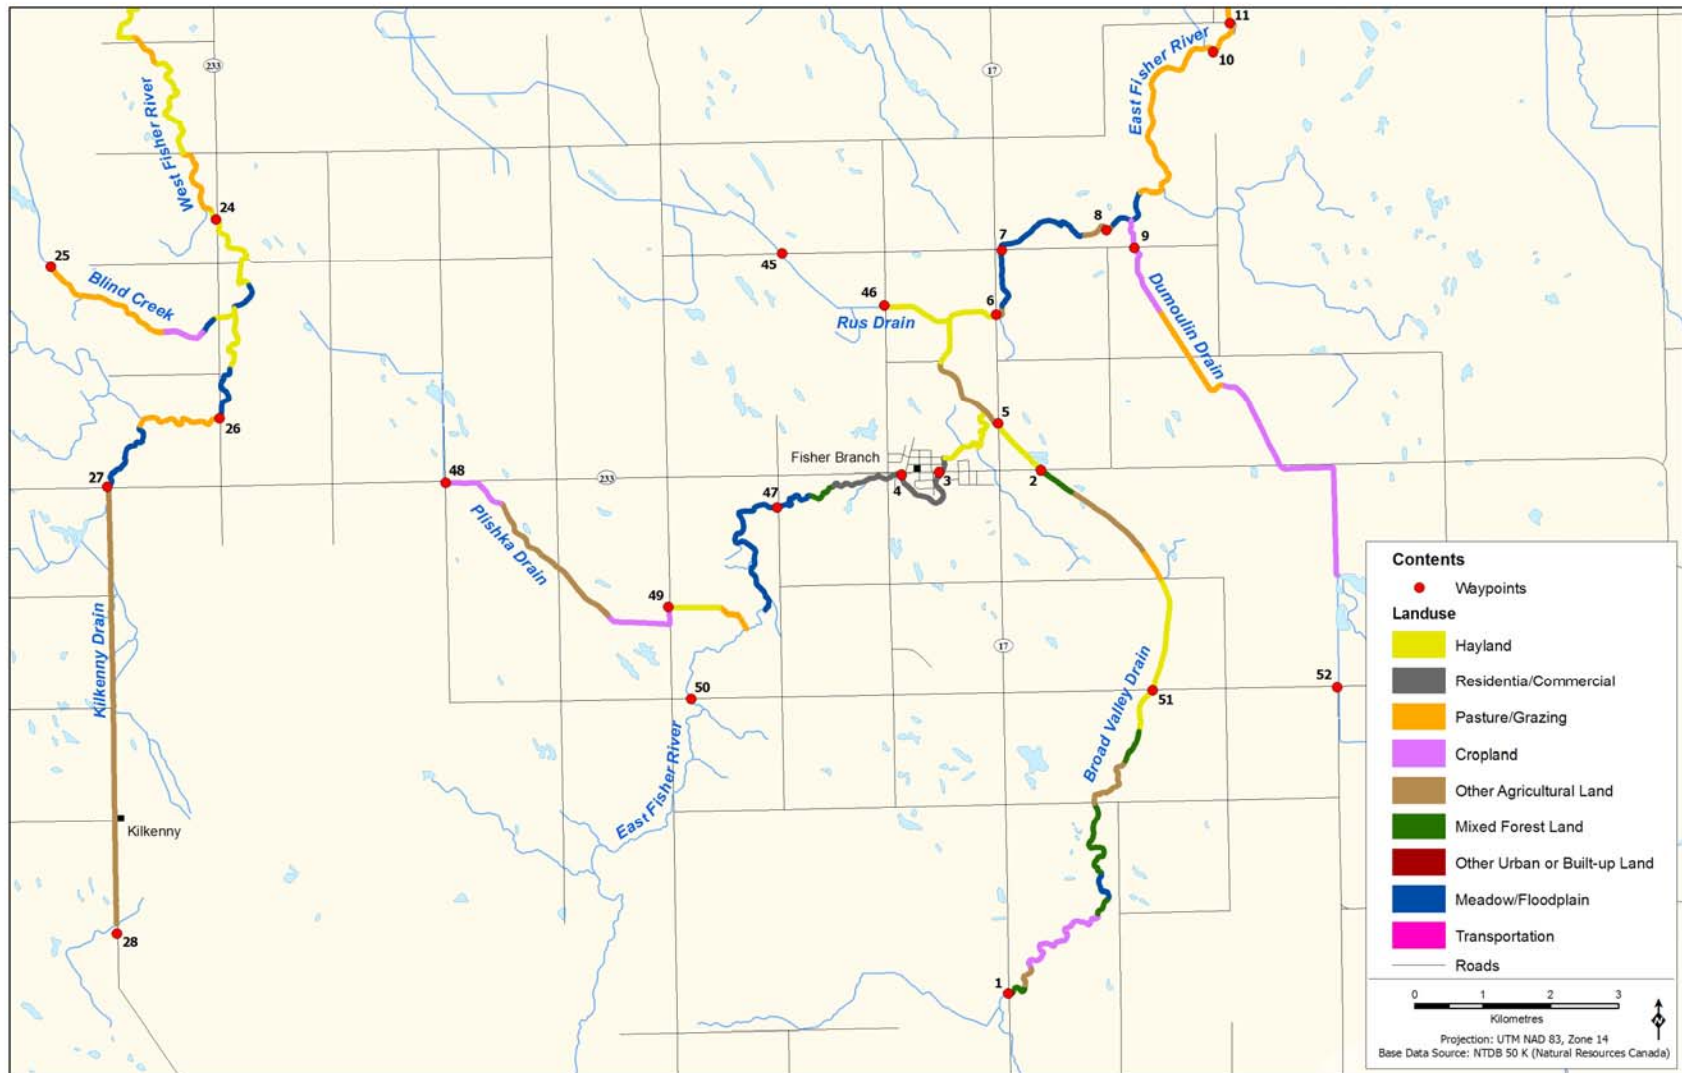 11
10
East Fisher River
17
233
West Fisher River
24
25
Blind Creek
8
7
9
45
46
6
Rus Drain
Dumoulin Drain
26
5
Fisher Branch
27
48
233
4
3
2
47
Plishka Drain
49
Kilkenny Drain
17
50
51
52
Broad Valley Drain
East Fisher River
Kilkenny
28
1
Contents
Waypoints
Landuse
Hayland
Residentia/Commercial
Pasture/Grazing
Cropland
Other Agricultural Land
Mixed Forest Land
Other Urban or Built-up Land
Meadow/Floodplain
Transportation
Roads
0 1 2 3
Kilometres
N
Projection: UTM NAD 83, Zone 14
Base Data Source: NTDB 50 K (Natural Resources Canada)